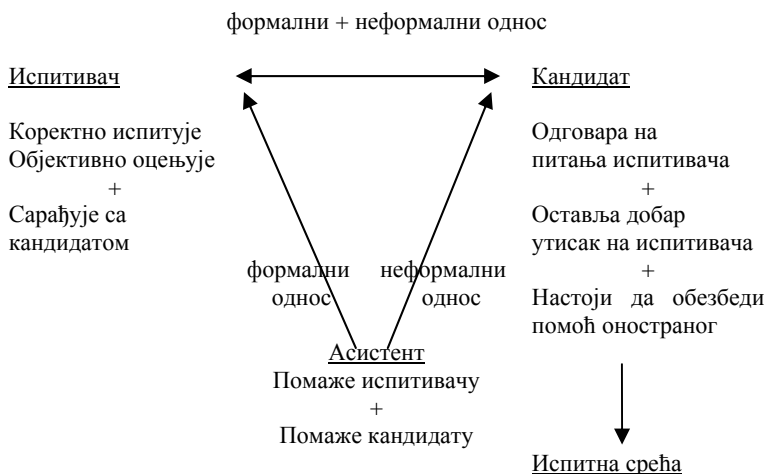 формални + неформални однос
Испитивач
Кандидат
Коректно испитује
Објективно оцењује
+
Сарађује са
кандидатом
Одговара на
питања испитивача
+
Оставља добар
утисак на испитивача
+
Настоји да обезбеди
помоћ оностраног
формални
однос
неформални
однос
Асистент
Помаже испитивачу
+
Помаже кандидату
Испитна срећа